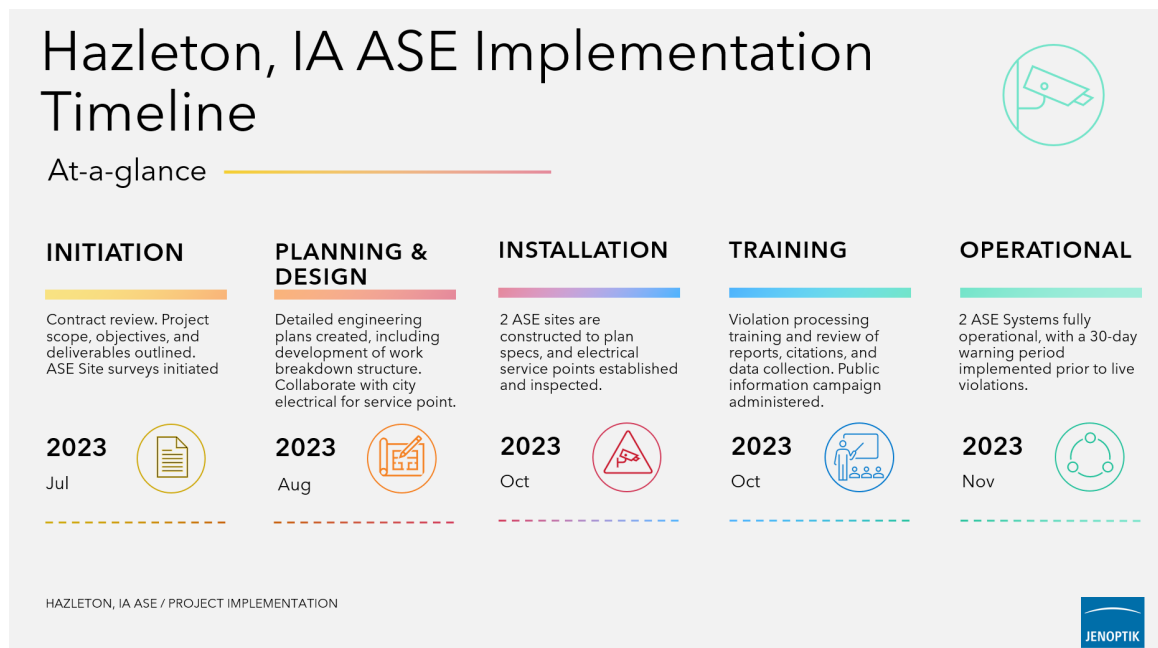 Hazleton, IA ASE Implementation
Timeline
At-a-glance
INITIATION
Contract review. Project
scope, objectives, and
deliverables outlined.
ASE Site surveys initiated
2023
Jul
PLANNING &
DESIGN
Detailed engineering
plans created, including
development of work
breakdown structure.
Collaborate with city
electrical for service point.
2023
Aug
INSTALLATION
2 ASE sites are
constructed to plan
specs, and electrical
service points established
and inspected.
2023
Oct
TRAINING
Violation processing
training and review of
reports, citations, and
data collection. Public
information campaign
administered.
2023
Oct
OPERATIONAL
2 ASE Systems fully
operational, with a 30-day
warning period
implemented prior to live
violations.
2023
Nov
HAZLETON, IA ASE / PROJECT IMPLEMENTATION
JENOPTIK